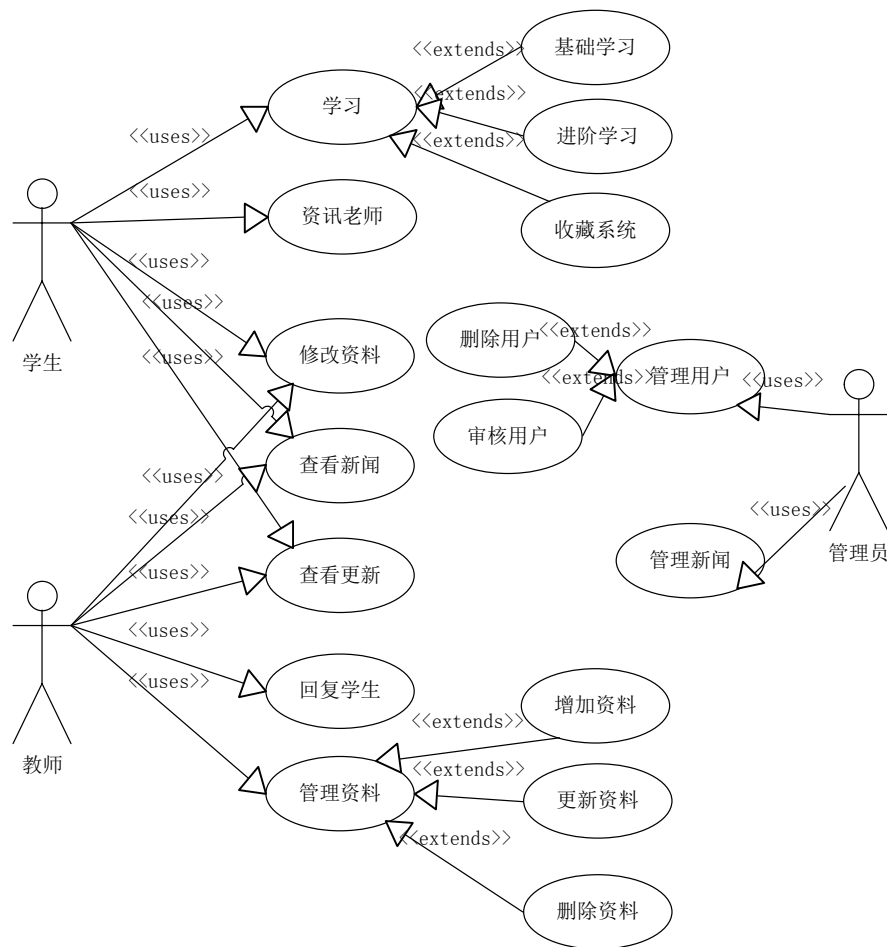 <<extends>>
基础学习
<<extends>>
学习
<<uses>>
<<extends>>
进阶学习
<<uses>>
资讯老师
收藏系统
<<uses>>
<<uses>>
学生
<<uses>>
修改资料
删除用户
<<extends>>
<<extends>>
管理用户
<<uses>>
审核用户
查看新闻
<<uses>>
<<uses>>
<<uses>>
管理员
管理新闻
查看更新
<<uses>>
<<uses>>
回复学生
<<uses>>
增加资料
<<extends>>
教师
<<extends>>
管理资料
更新资料
<<extends>>
删除资料